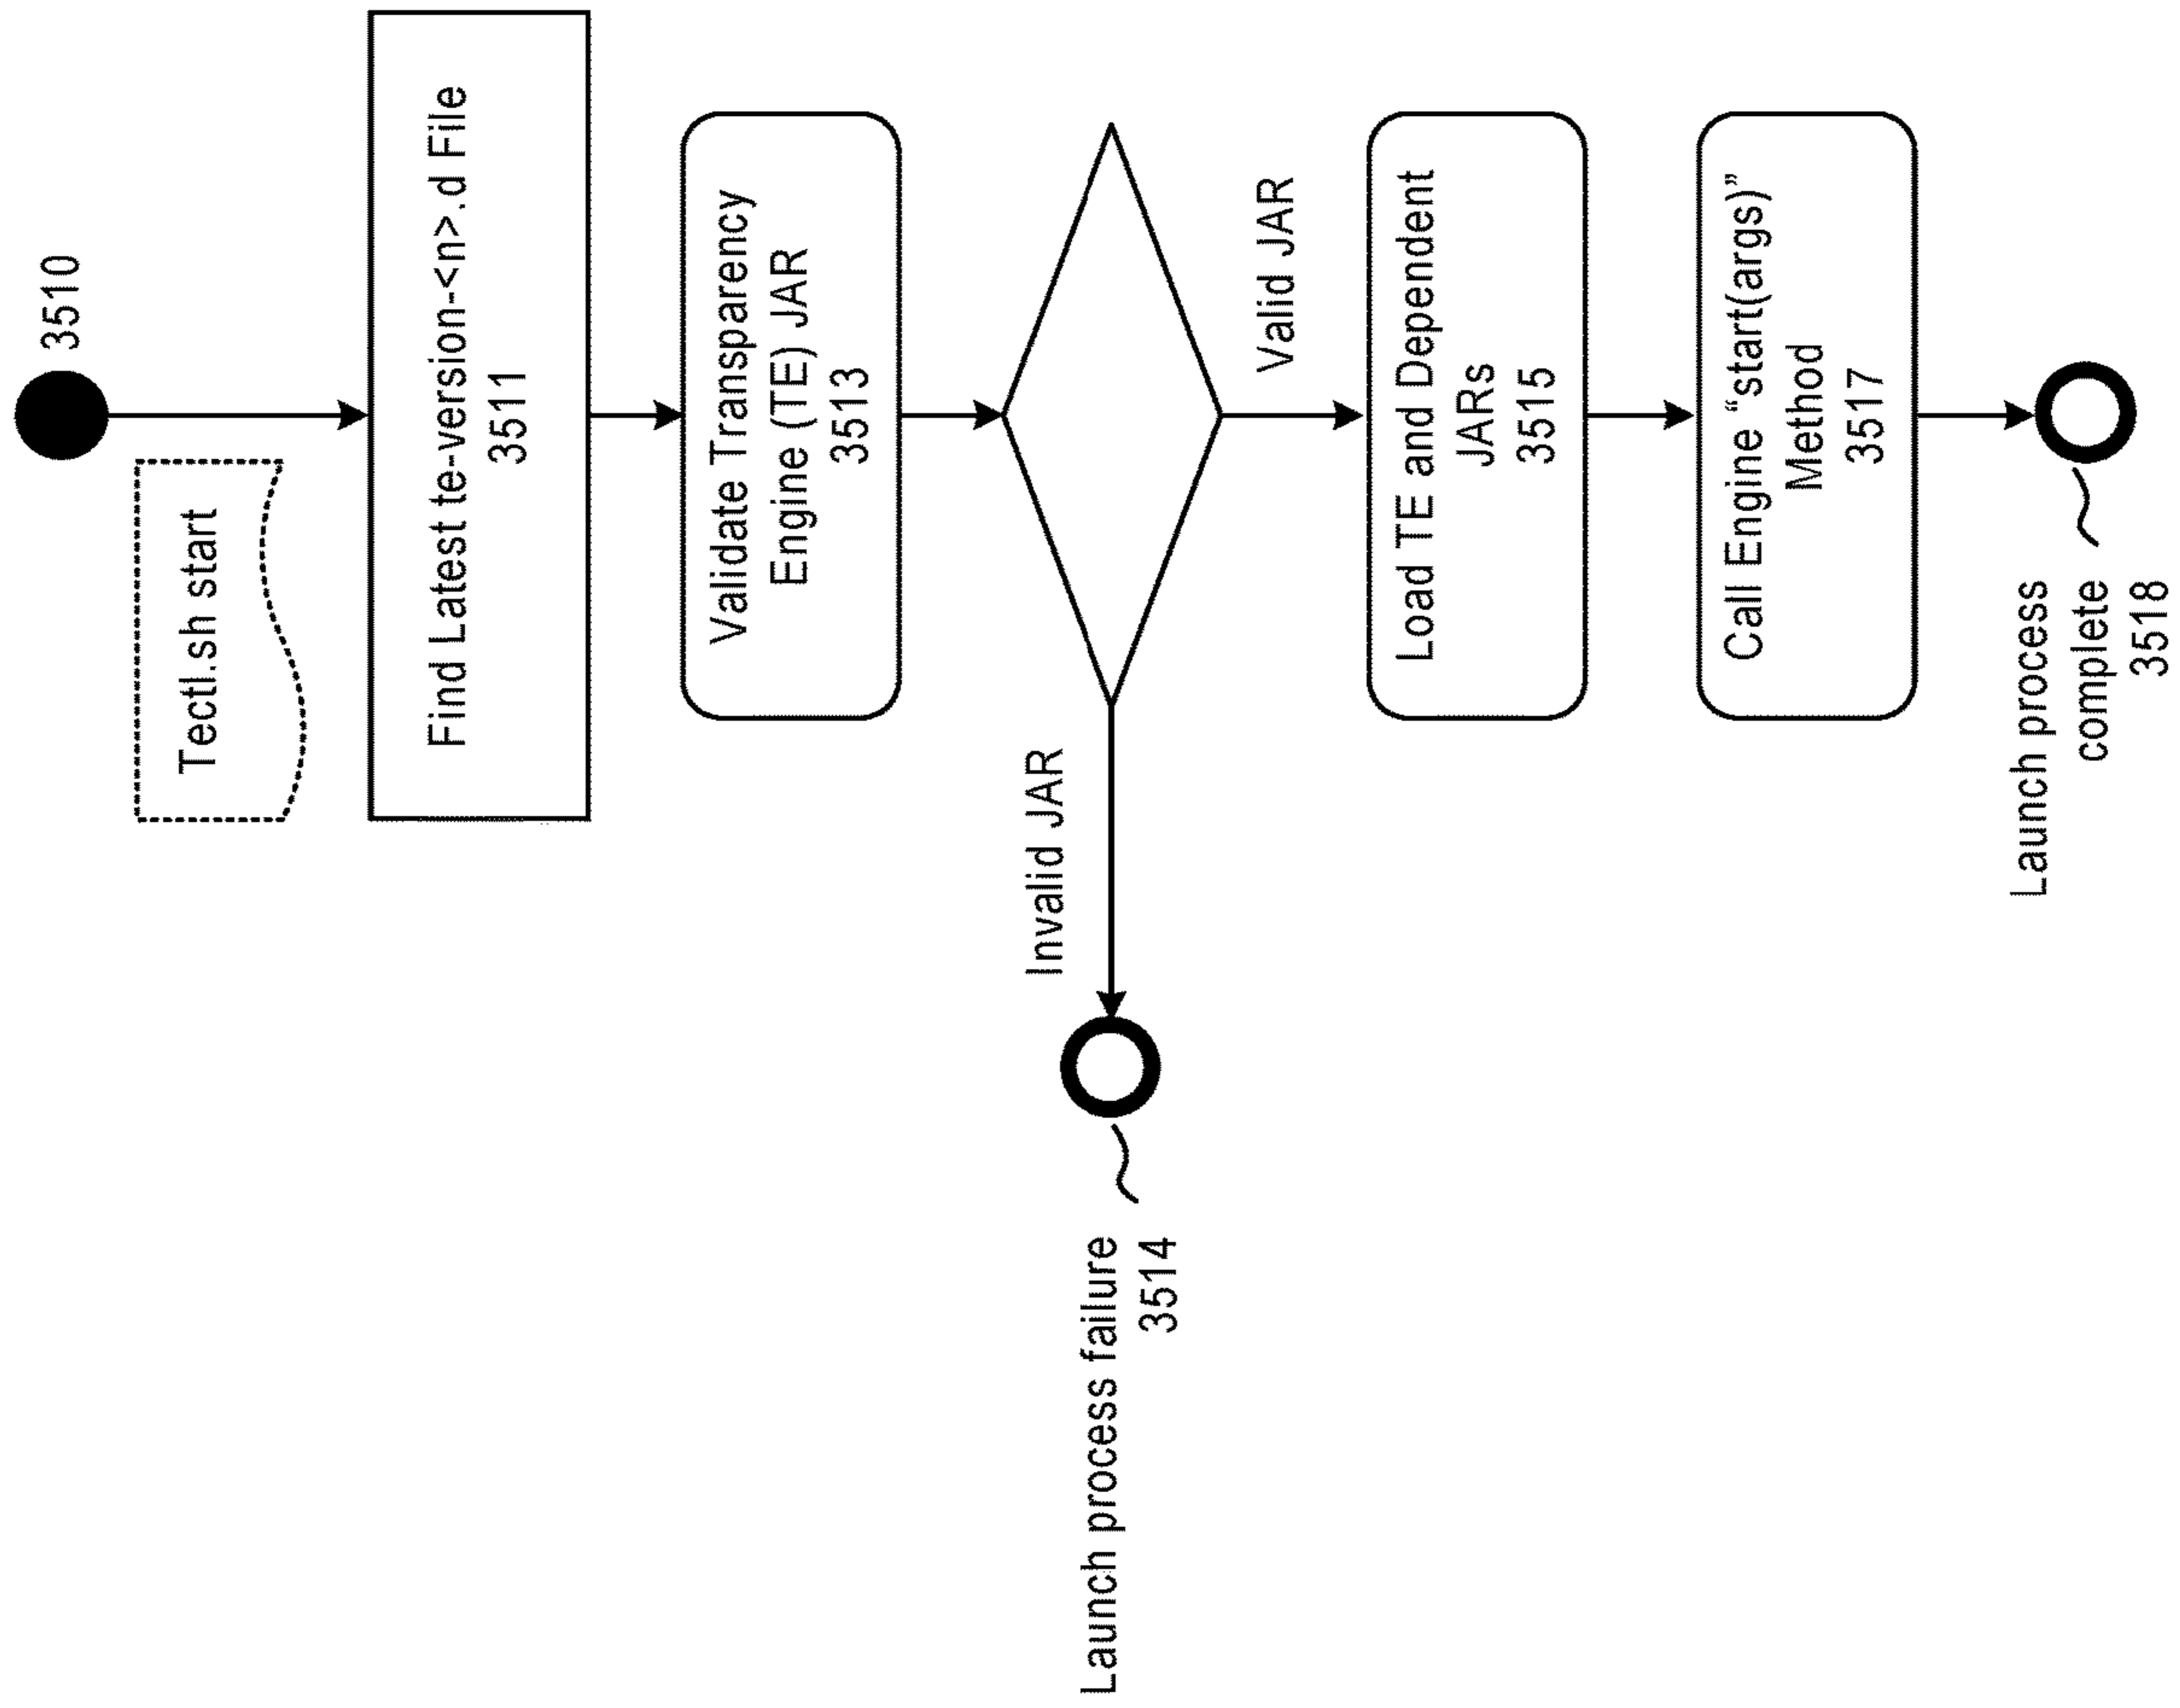 3510
Tectl.sh start
Find Latest te-version-<n>.d File
3511
Validate Transparency
Engine (TE) JAR
3513
Invalid JAR
Launch process failure
3514
Valid JAR
Load TE and Dependent
JARs
3515
Call Engine “start(args)”
Method
3517
Launch process
complete
3518